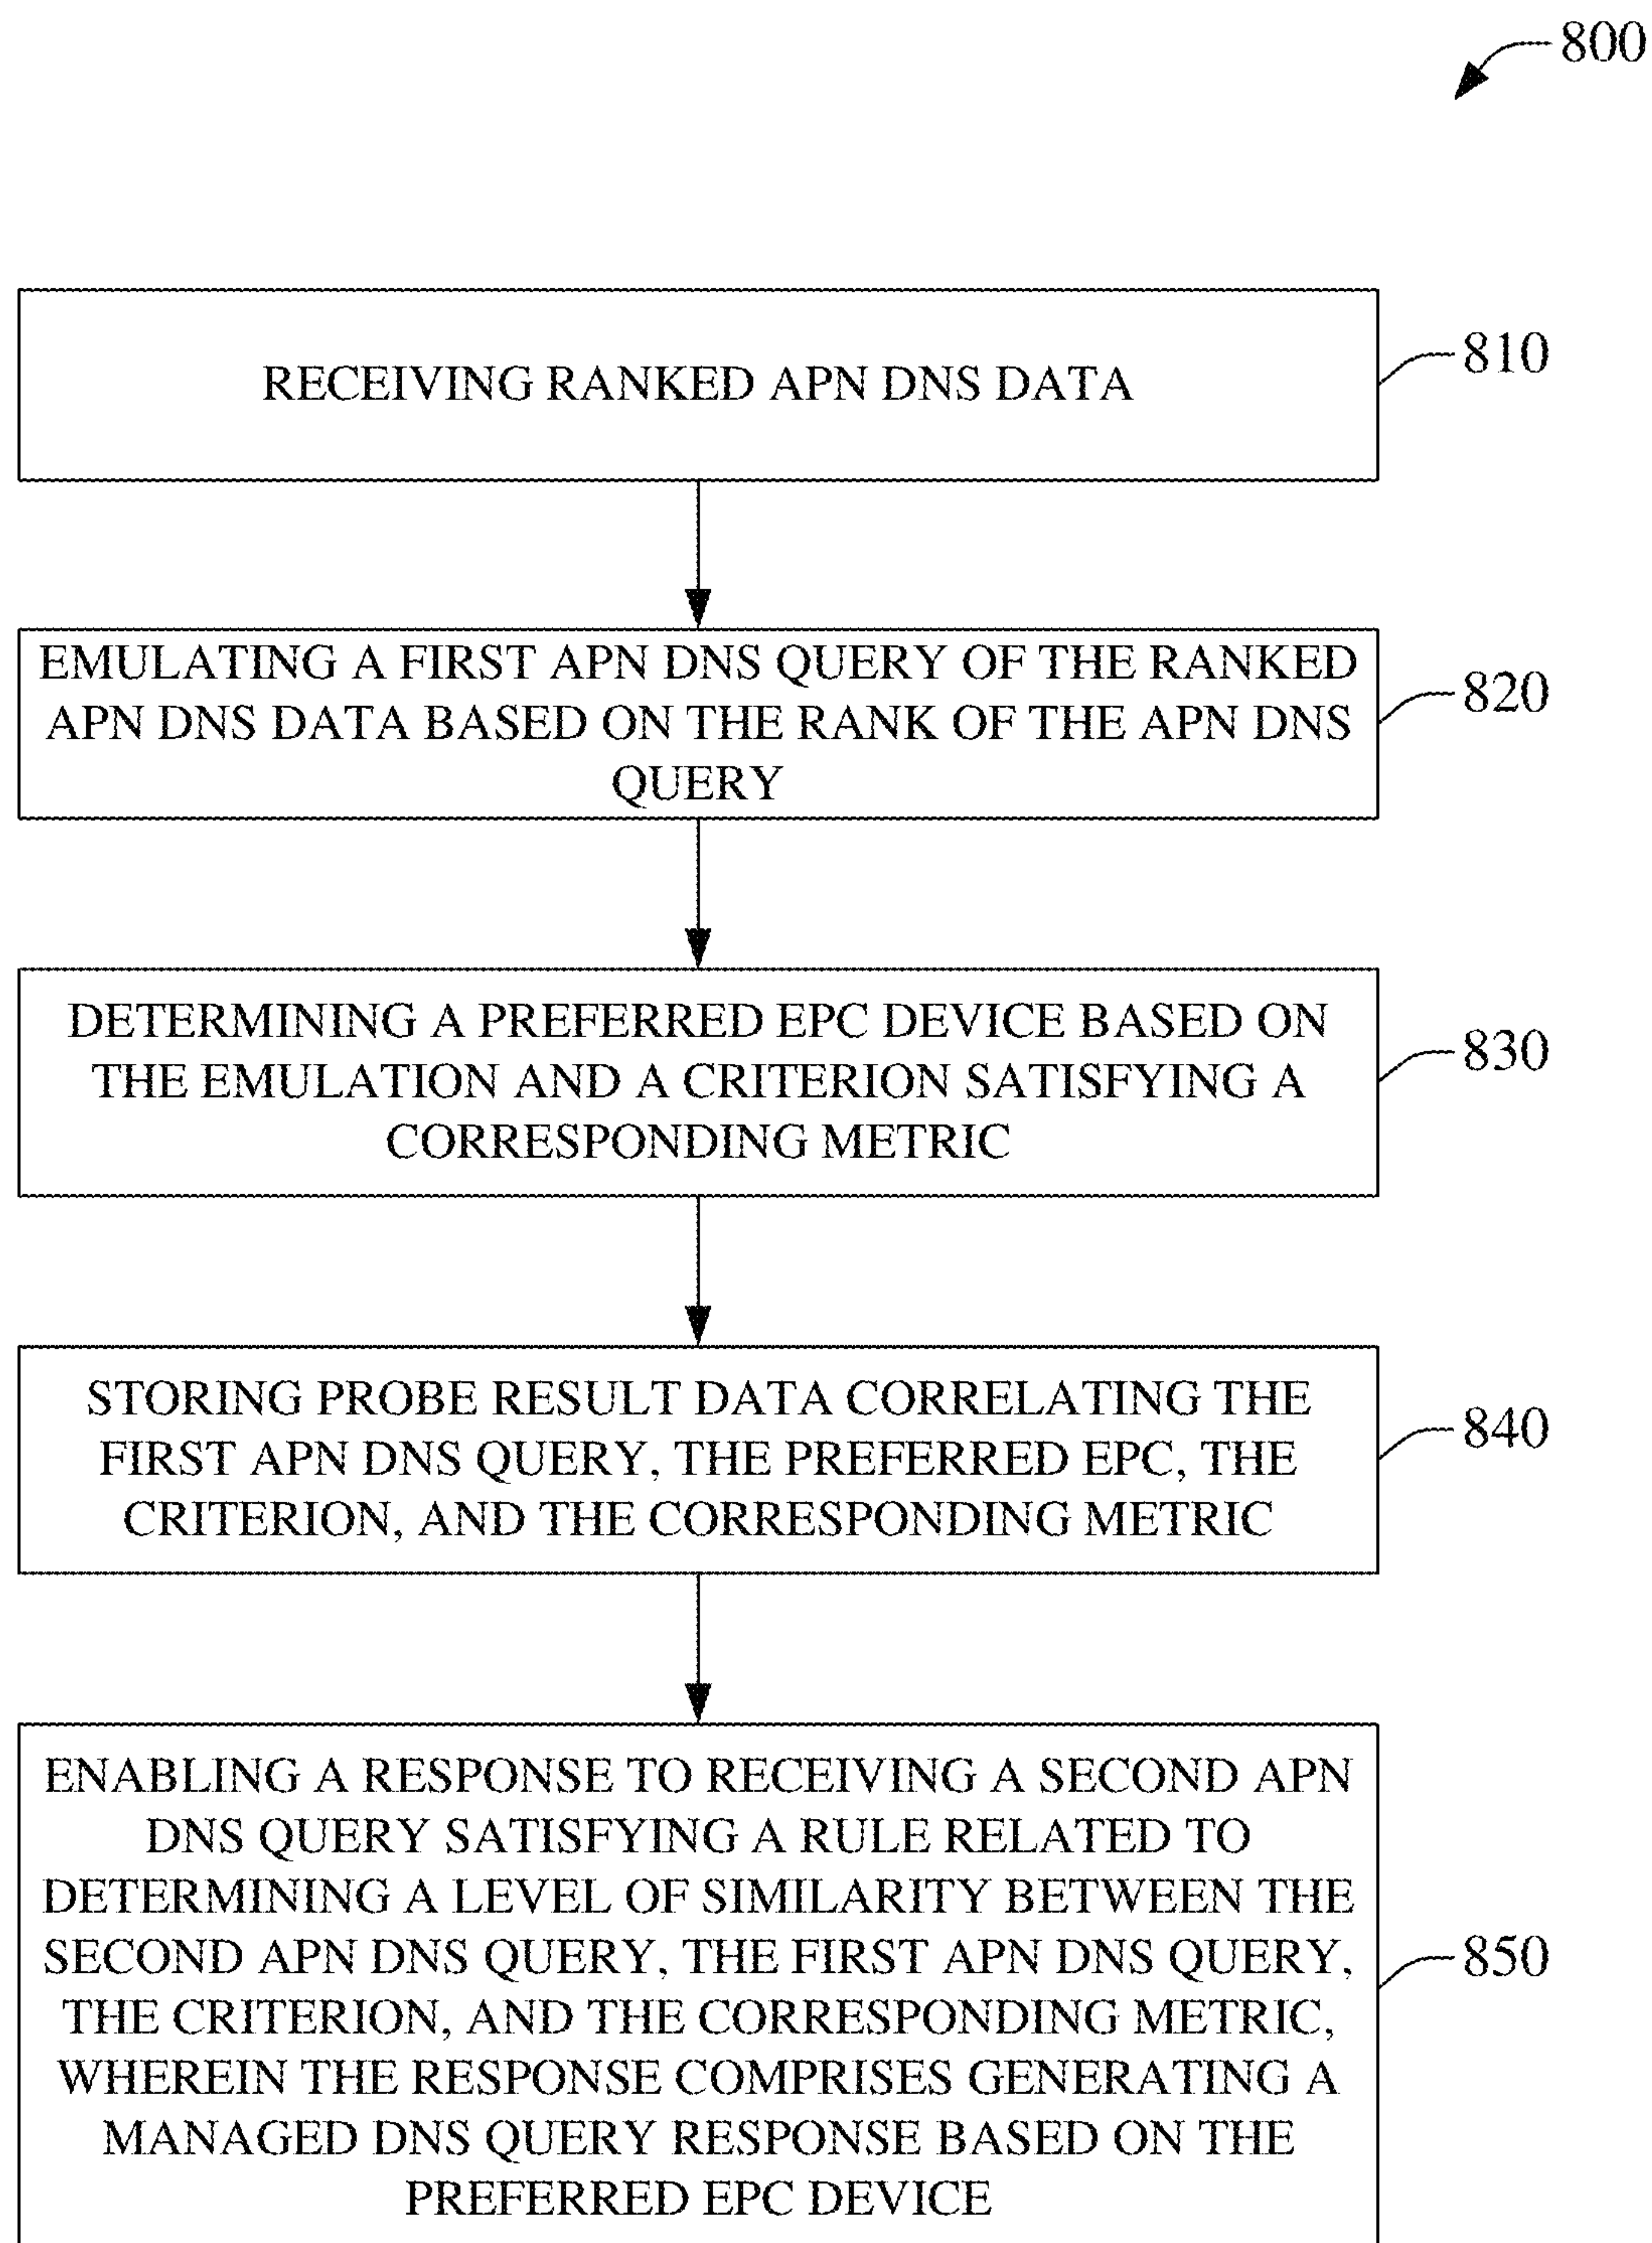 800
RECEIVING RANKED APN DNS DATA
810
EMULATING A FIRST APN DNS QUERY OF THE RANKED
APN DNS DATA BASED ON THE RANK OF THE APN DNS
QUERY
820
DETERMINING A PREFERRED EPC DEVICE BASED ON
THE EMULATION AND A CRITERION SATISFYING A
CORRESPONDING METRIC
830
STORING PROBE RESULT DATA CORRELATING THE
FIRST APN DNS QUERY, THE PREFERRED EPC, THE
CRITERION, AND THE CORRESPONDING METRIC
840
ENABLING A RESPONSE TO RECEIVING A SECOND APN
DNS QUERY SATISFYING A RULE RELATED TO
DETERMINING A LEVEL OF SIMILARITY BETWEEN THE
SECOND APN DNS QUERY, THE FIRST APN DNS QUERY,
THE CRITERION, AND THE CORRESPONDING METRIC,
WHEREIN THE RESPONSE COMPRISES GENERATING A
MANAGED DNS QUERY RESPONSE BASED ON THE
PREFERRED EPC DEVICE
850